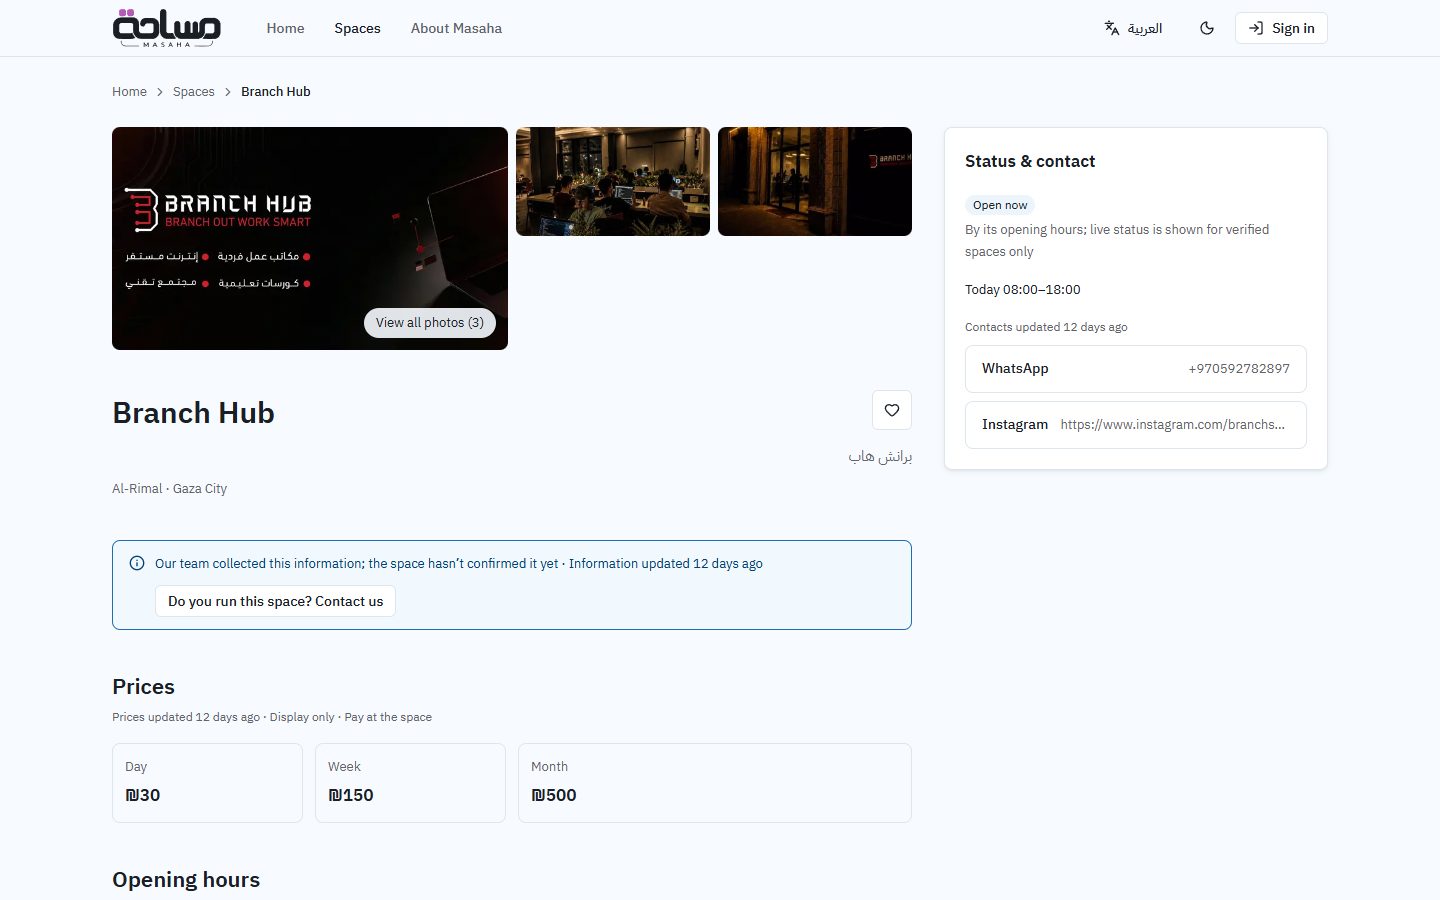 مساحة
MASAHA
Home
Spaces
About Masaha
العربية
Sign in
Home > Spaces > Branch Hub
BRANCH HUB
BRANCH OUT WORK SMART
مكاتب عمل فردية
إنترنت مستقر
كورسات تعليمية
مجتمع تقني
View all photos (3)
BRANCH H
Branch Hub
برانش هاب
Al-Rimal · Gaza City
Our team collected this information; the space hasn’t confirmed it yet · Information updated 12 days ago
Do you run this space? Contact us
Prices
Prices updated 12 days ago · Display only · Pay at the space
Day
₪30
Week
₪150
Month
₪500
Opening hours
Status & contact
Open now
By its opening hours; live status is shown for verified
spaces only
Today 08:00–18:00
Contacts updated 12 days ago
WhatsApp
+970592782897
Instagram
https://www.instagram.com/branchs...